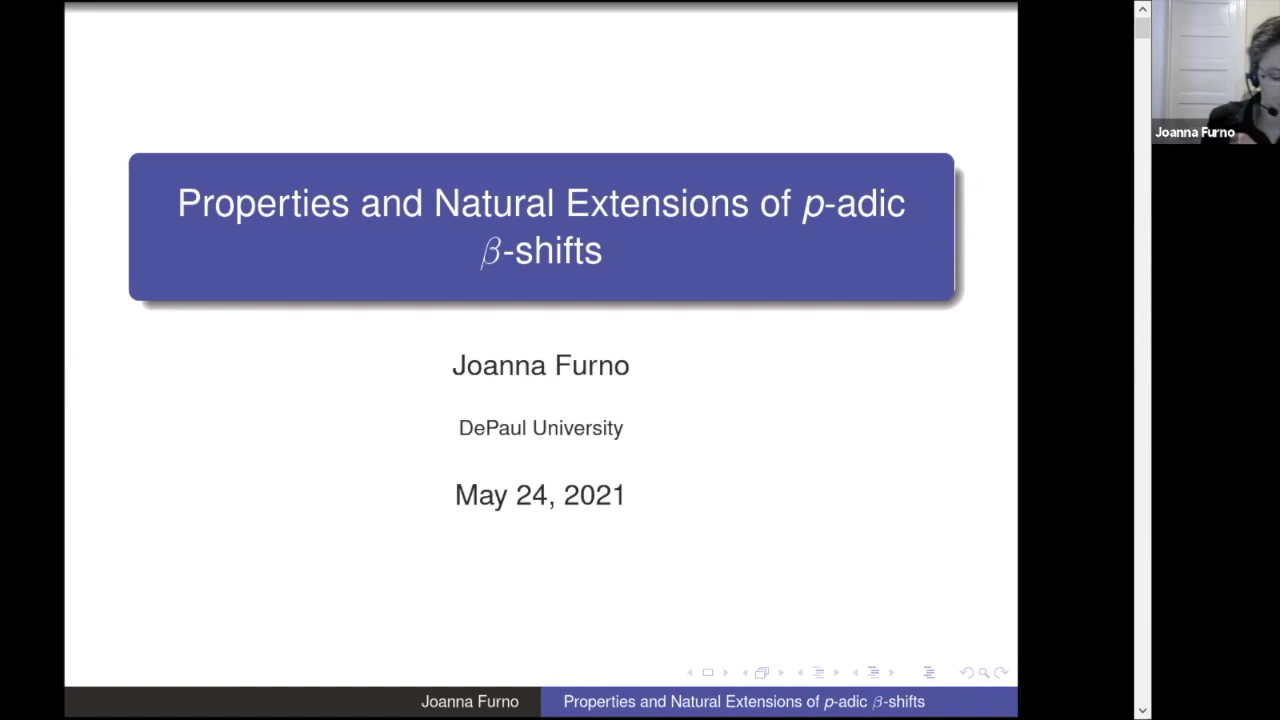 Properties and Natural Extensions of p-adic
β-shifts
Joanna Furno
DePaul University
May 24, 2021
Joanna Furno
Properties and Natural Extensions of p-adic β-shifts
Joanna Furno